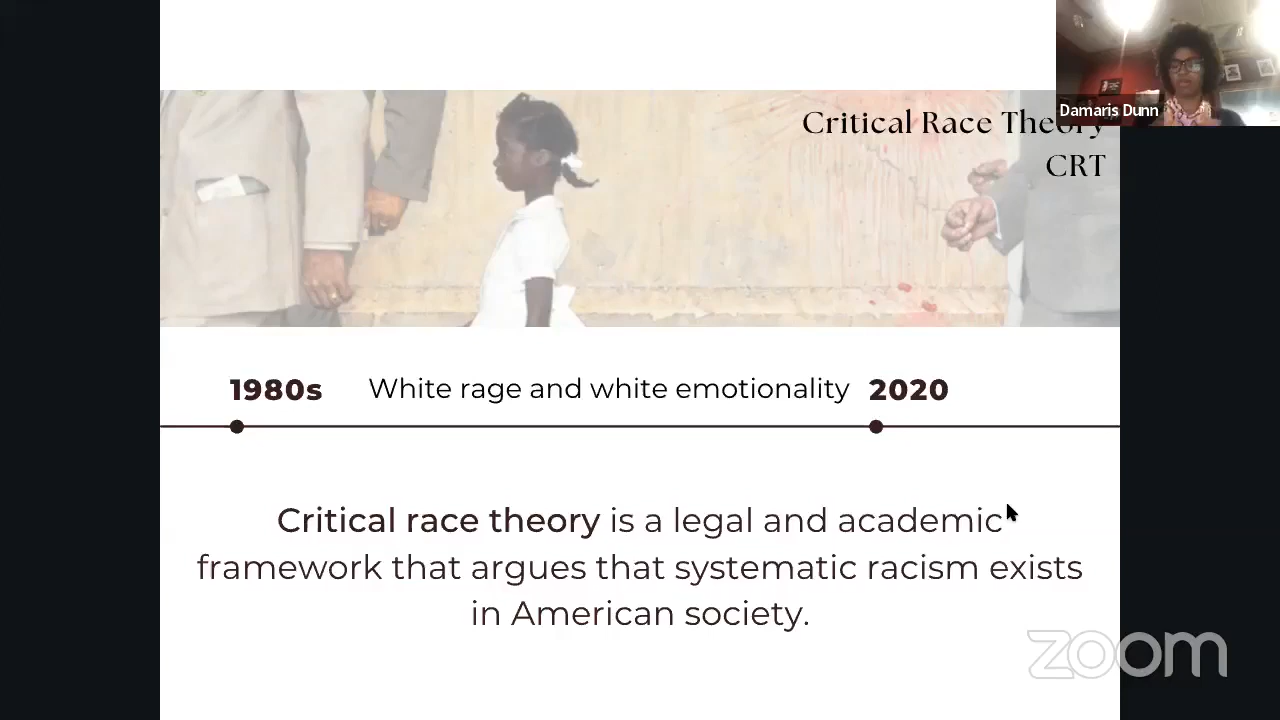 Critical Race Theory
CRT
Damaris Dunn
1980s White rage and white emotionality 2020
Critical race theory is a legal and academic
framework that argues that systematic racism exists
in American society.
zoom